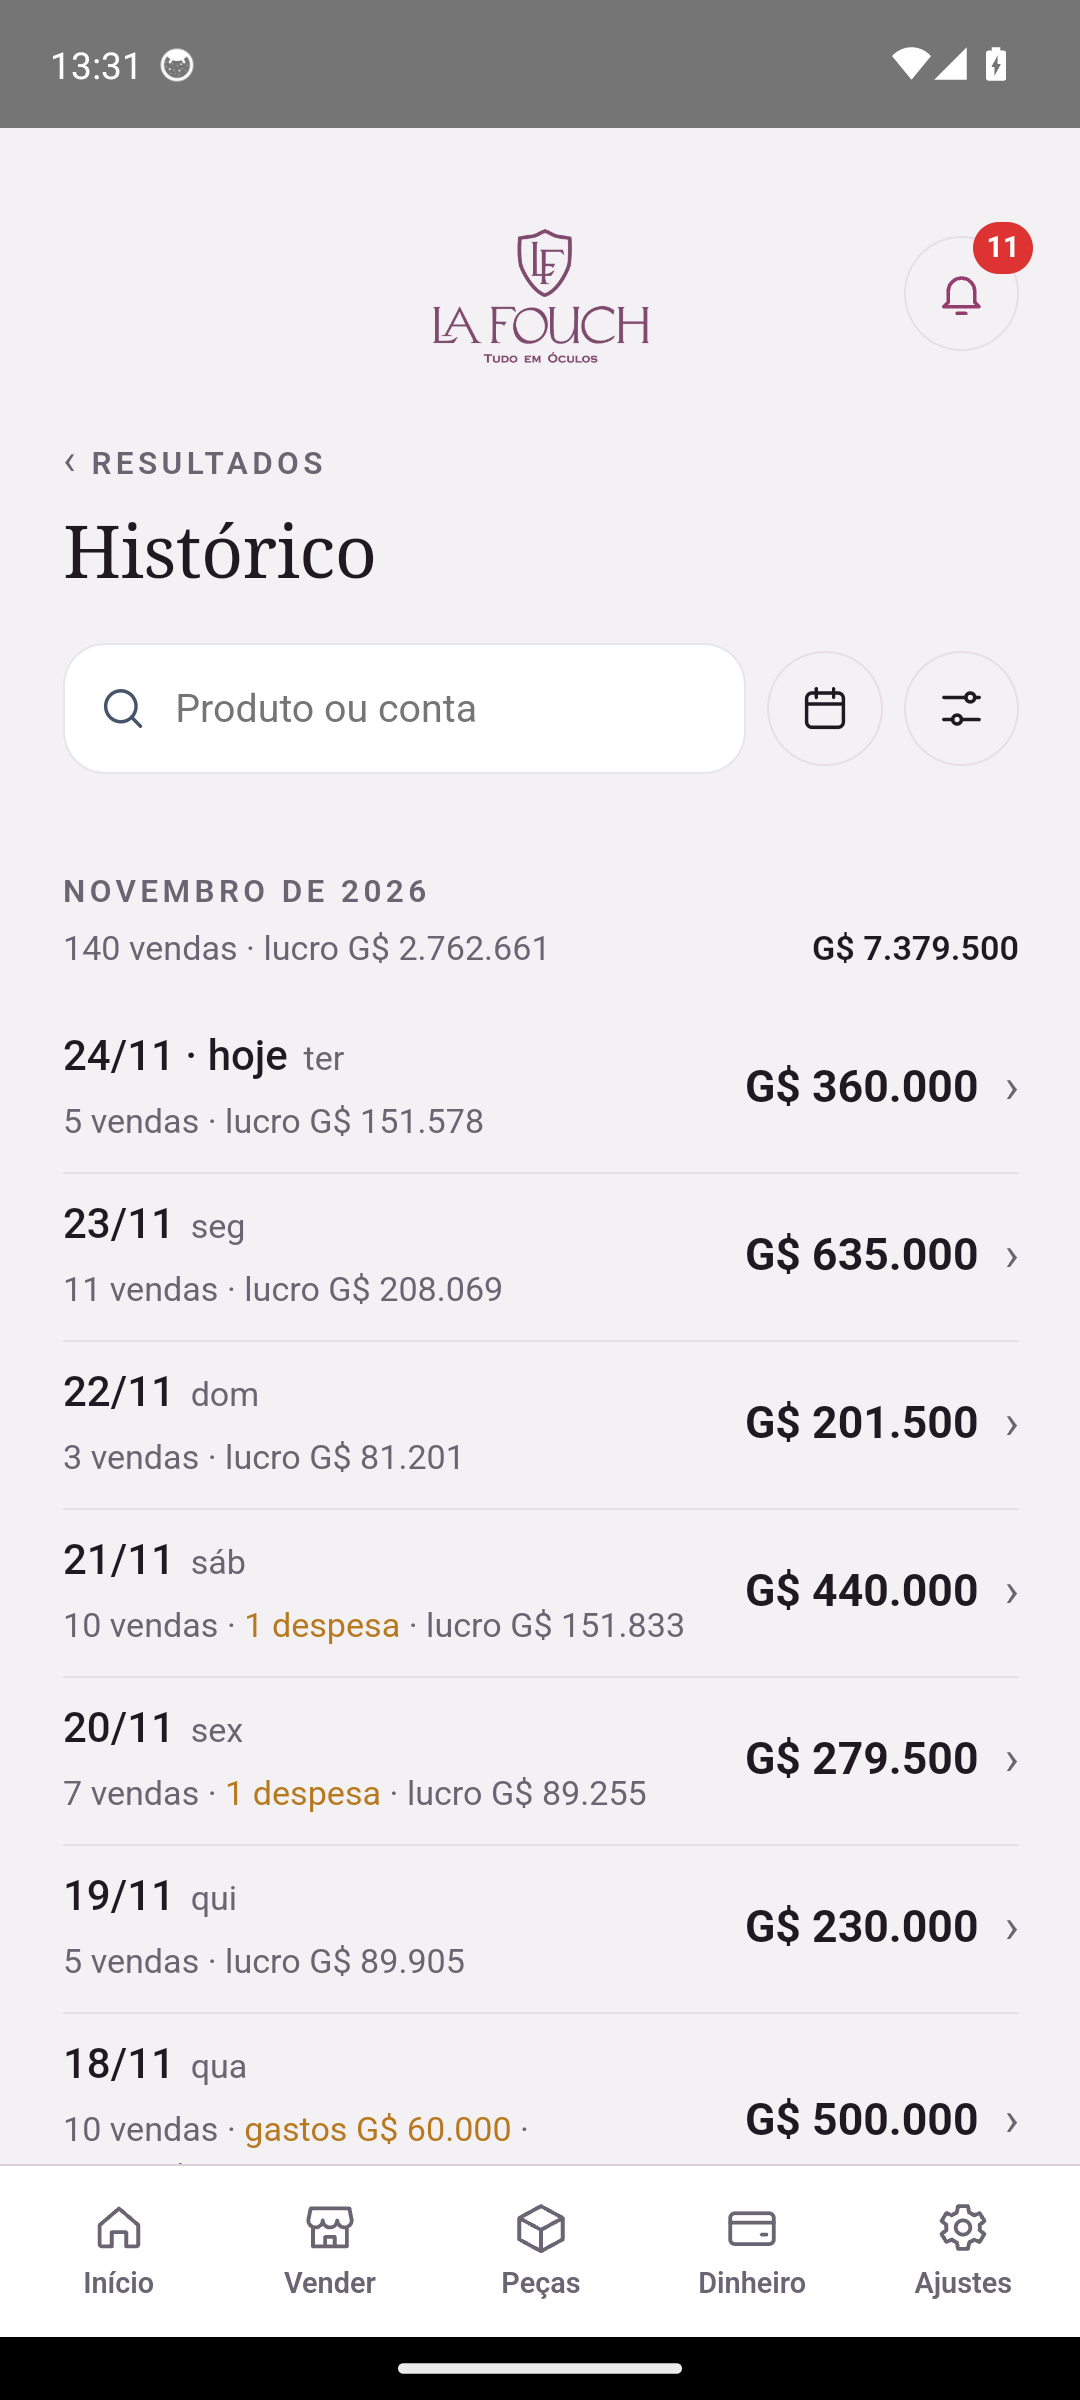 13:31
11
LF
LA FOUCH
TUDO EM ÓCULOS
‹ RESULTADOS
Histórico
Produto ou conta
NOVEMBRO DE 2026
140 vendas · lucro G$ 2.762.661
G$ 7.379.500
24/11 · hoje ter
5 vendas · lucro G$ 151.578
G$ 360.000 ›
23/11 seg
11 vendas · lucro G$ 208.069
G$ 635.000 ›
22/11 dom
3 vendas · lucro G$ 81.201
G$ 201.500 ›
21/11 sáb
10 vendas · 1 despesa · lucro G$ 151.833
G$ 440.000 ›
20/11 sex
7 vendas · 1 despesa · lucro G$ 89.255
G$ 279.500 ›
19/11 qui
5 vendas · lucro G$ 89.905
G$ 230.000 ›
18/11 qua
10 vendas · gastos G$ 60.000 ·
G$ 500.000 ›
Início
Vender
Peças
Dinheiro
Ajustes